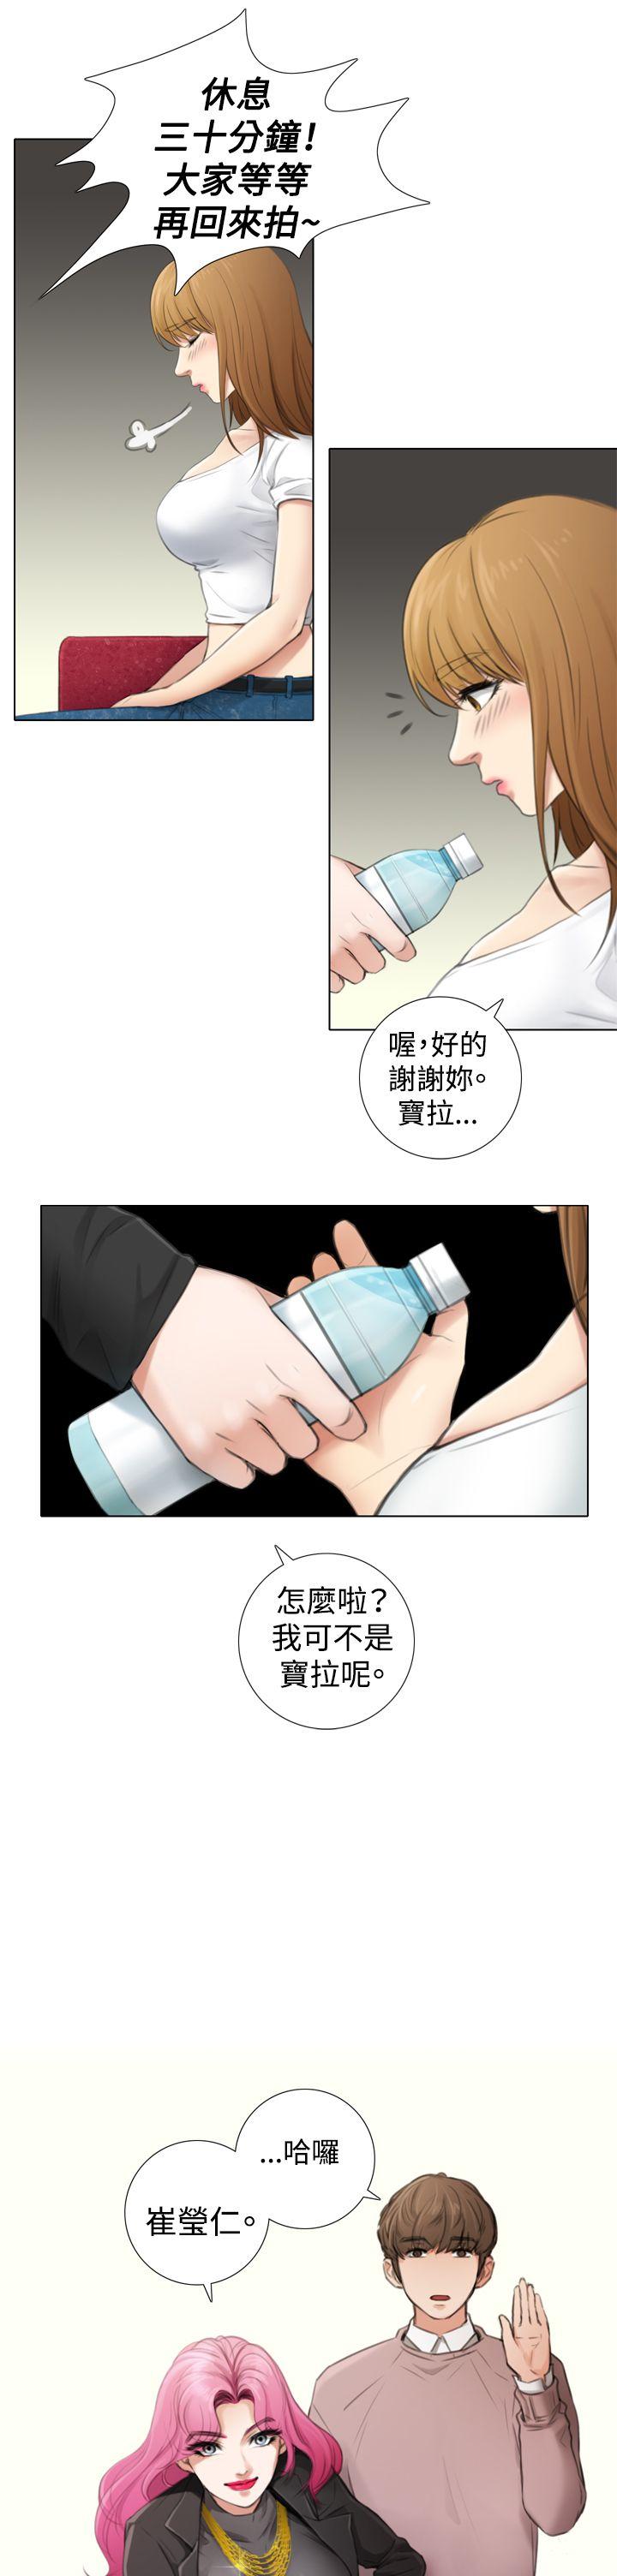 休息
三十分鐘!
大家等等
再回來拍~
喔,好的
謝謝妳。
寶拉...
怎麼啦?
我可不是
寶拉呢。
...哈囉
崔瑩仁。